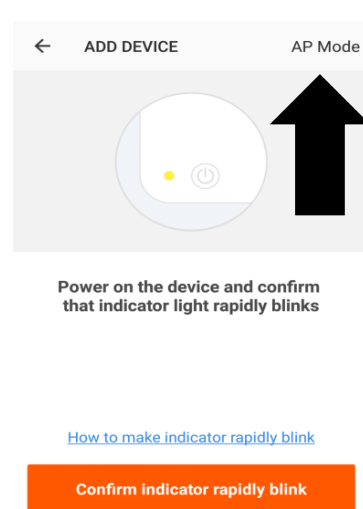 ADD DEVICE AP Mode
Power on the device and confirm
that indicator light rapidly blinks
How to make indicator rapidly blink
Confirm indicator rapidly blink